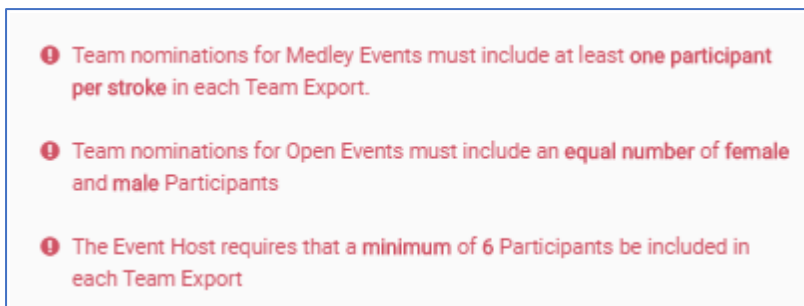 Team nominations for Medley Events must include at least one participant
per stroke in each Team Export.
Team nominations for Open Events must include an equal number of female
and male Participants
The Event Host requires that a minimum of 6 Participants be included in
each Team Export